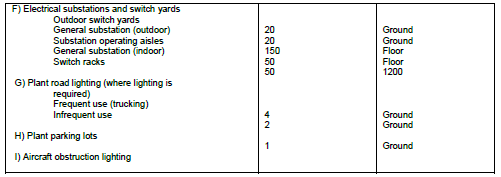 F) Electrical substations and switch yards
Outdoor switch yards
General substation (outdoor) 20 Ground
Substation operating aisles 20 Ground
General substation (indoor) 150 Floor
Switch racks 50 Floor
50 1200
G) Plant road lighting (where lighting is
required)
Frequent use (trucking)
Infrequent use 4 Ground
2 Ground
H) Plant parking lots
1 Ground
I) Aircraft obstruction lighting